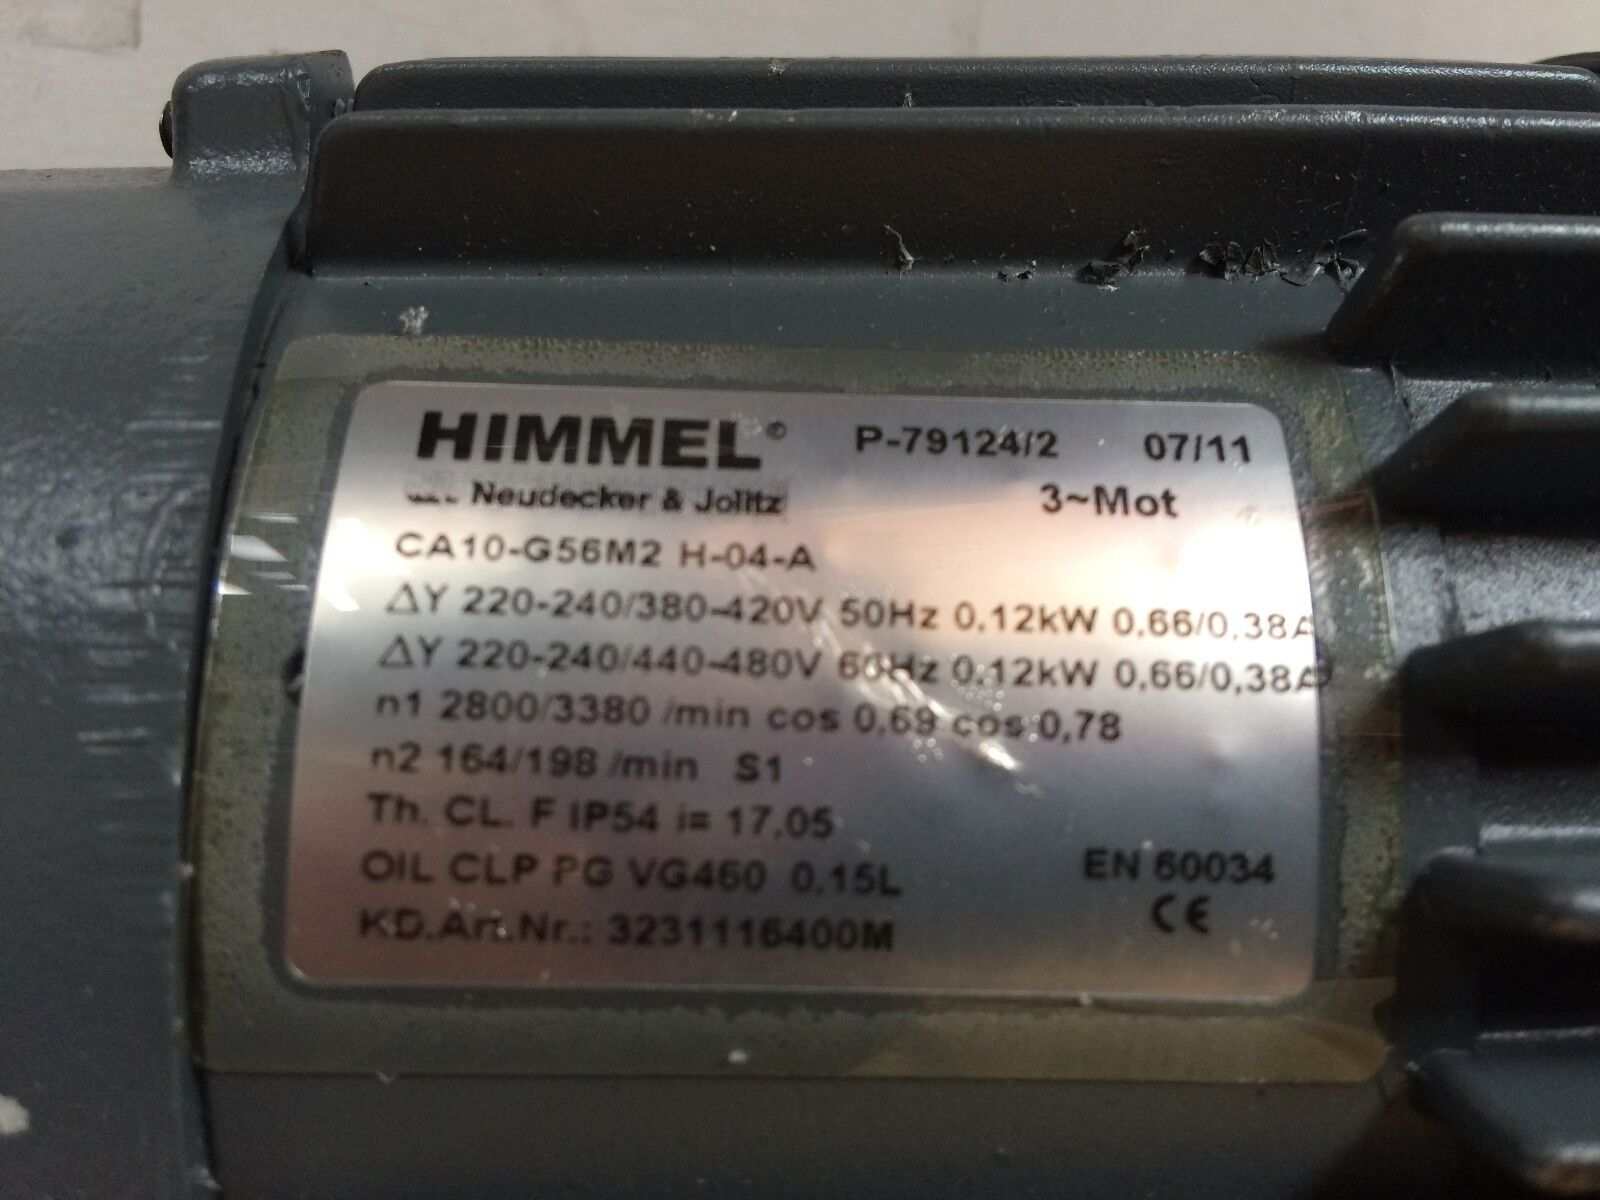 HIMMEL® P-79124/2 07/11
Neudecker & Jolitz 3~Mot
CA10-G56M2 H-04-A
ΔY 220-240/380-420V 50Hz 0,12kW 0,66/0,38A
ΔY 220-240/440-480V 60Hz 0,12kW 0,66/0,38A
n1 2800/3380 /min cos 0,69 cos 0,78
n2 164/198 /min S1
Th. CL. F IP54 i= 17,05
OIL CLP PG VG460 0,15L EN 60034
KD.Art.Nr.: 3231116400M CE